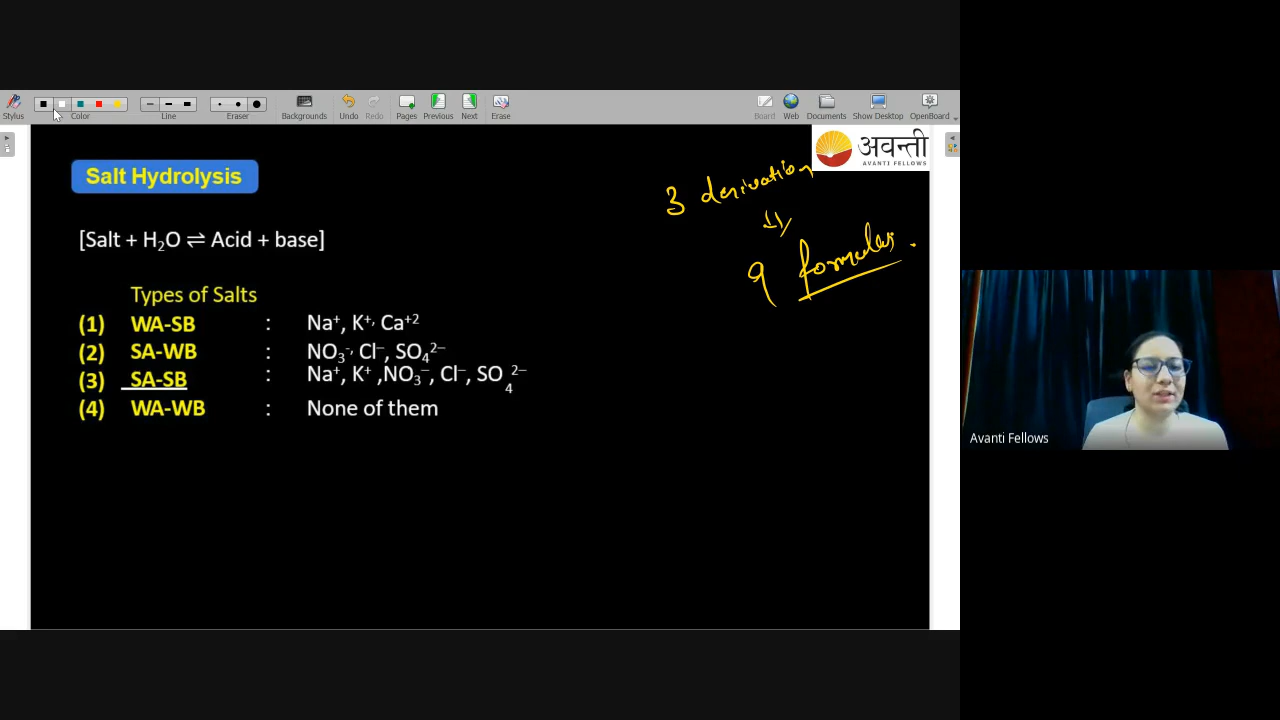 Stylus Color Line Eraser Backgrounds Undo Redo Pages Previous Next Erase Board Web Documents Show Desktop OpenBoard
अवन्ती
AVANTI FELLOWS
Salt Hydrolysis
3 derivation
⇓
9 formulas.
[Salt + H₂O ⇌ Acid + base]
Types of Salts
(1) WA-SB : Na⁺, K⁺, Ca⁺²
(2) SA-WB : NO₃⁻, Cl⁻, SO₄²⁻
(3) SA-SB : Na⁺, K⁺ ,NO₃⁻, Cl⁻, SO₄²⁻
(4) WA-WB : None of them
Avanti Fellows